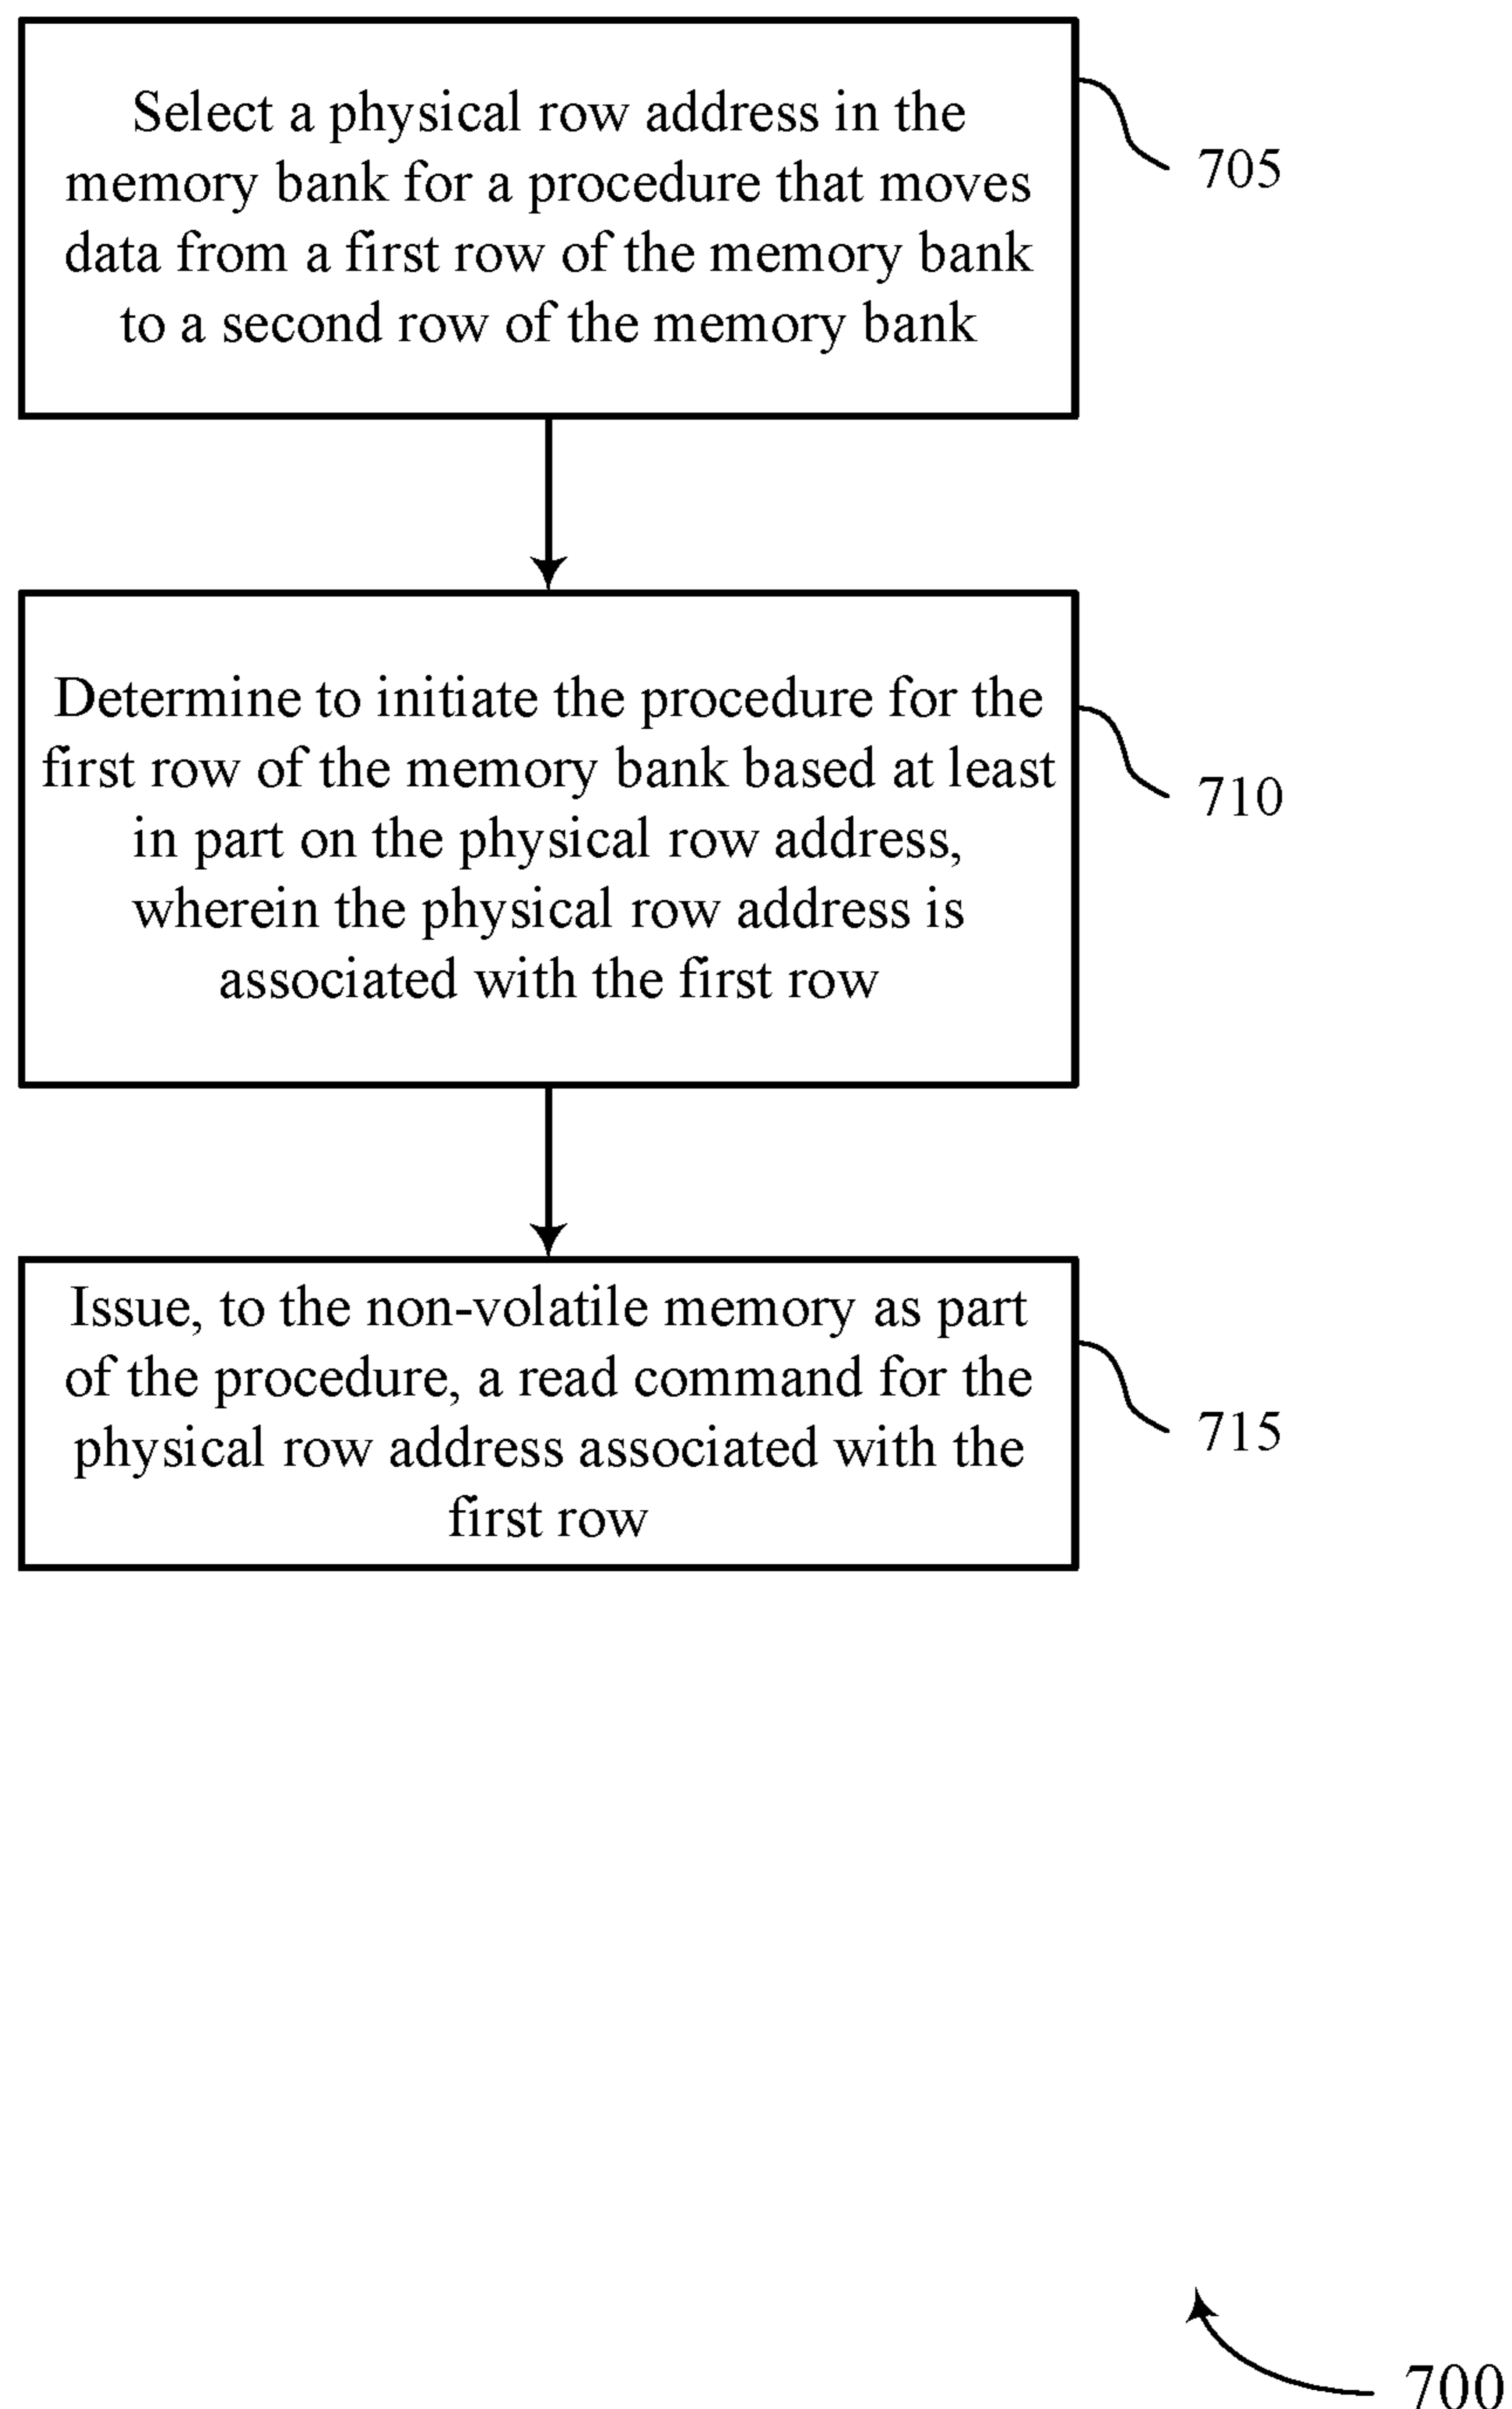 Select a physical row address in the
memory bank for a procedure that moves
data from a first row of the memory bank
to a second row of the memory bank
705
Determine to initiate the procedure for the
first row of the memory bank based at least
in part on the physical row address,
wherein the physical row address is
associated with the first row
710
Issue, to the non-volatile memory as part
of the procedure, a read command for the
physical row address associated with the
first row
715
700